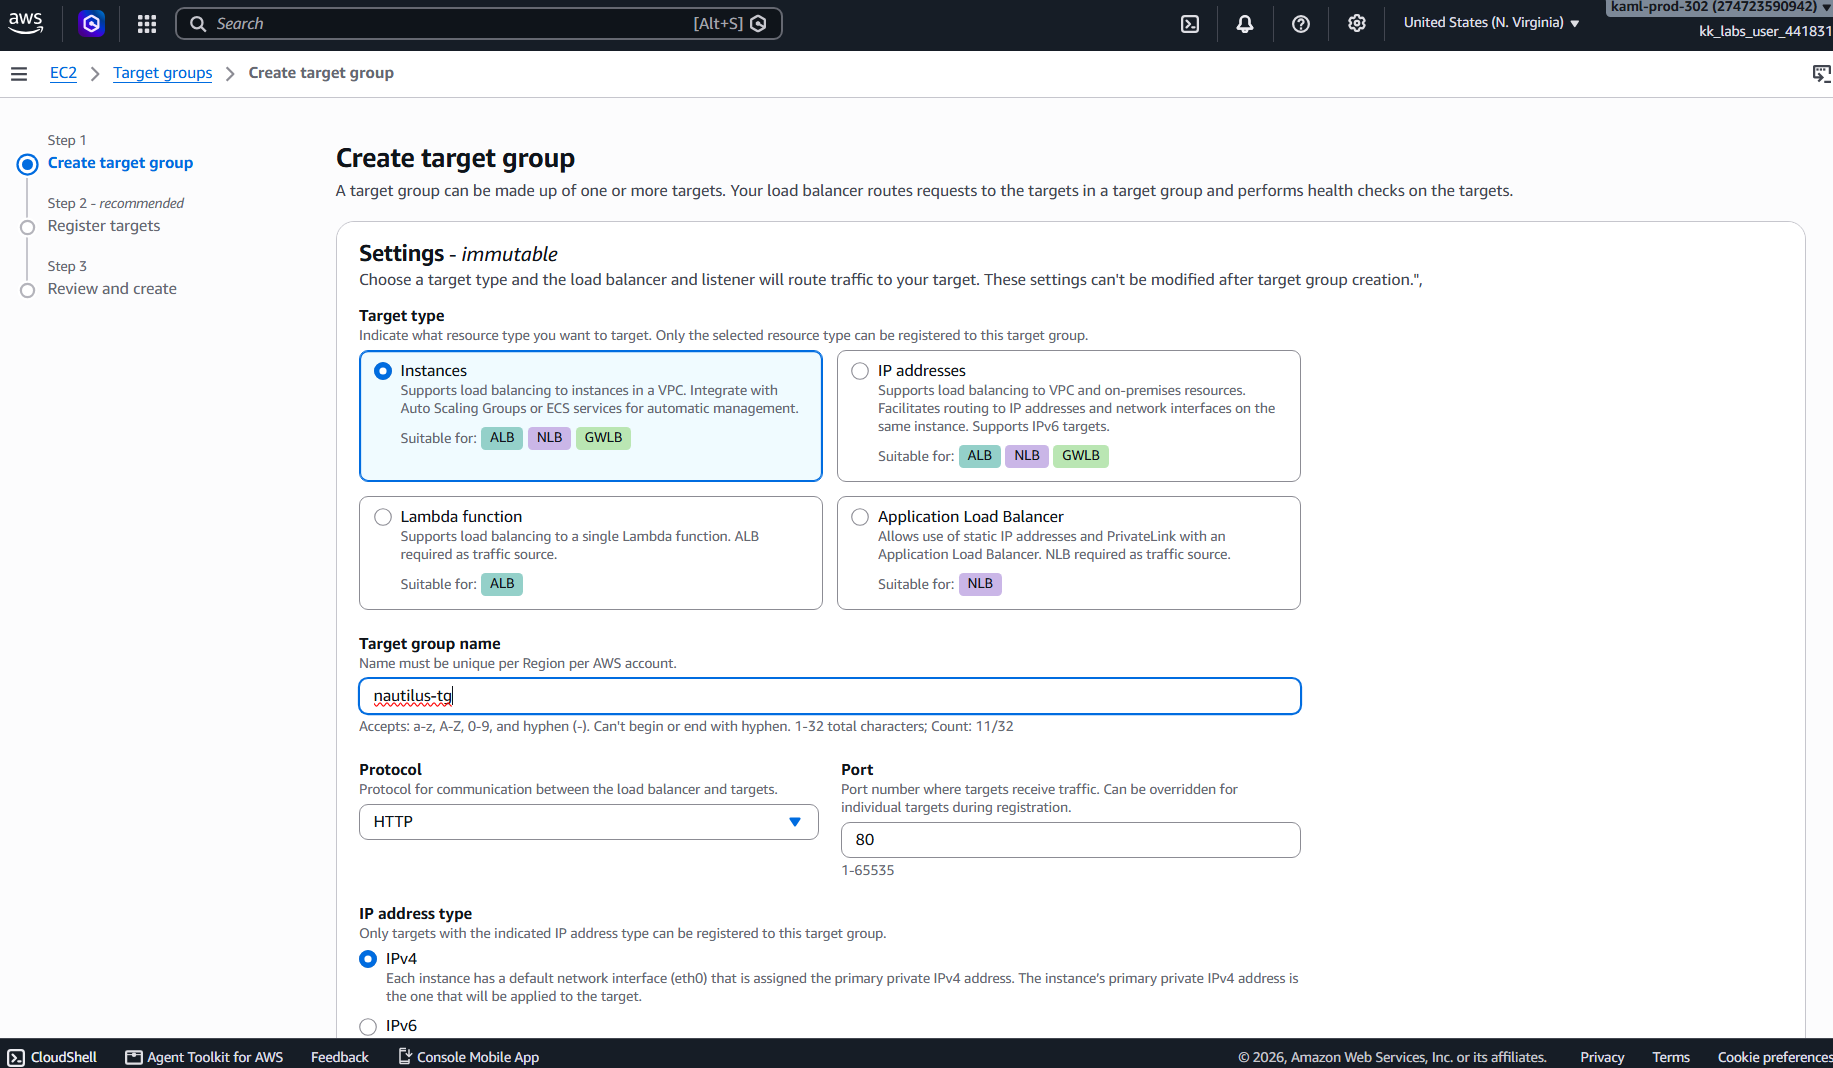 aws
Search
[Alt+S]
United States (N. Virginia)
kaml-prod-302 (274723590942)
kk_labs_user_441831
EC2
Target groups
Create target group
Step 1
Create target group
Step 2 - recommended
Register targets
Step 3
Review and create
Create target group
A target group can be made up of one or more targets. Your load balancer routes requests to the targets in a target group and performs health checks on the targets.
Settings - immutable
Choose a target type and the load balancer and listener will route traffic to your target. These settings can't be modified after target group creation.",
Target type
Indicate what resource type you want to target. Only the selected resource type can be registered to this target group.
Instances
Supports load balancing to instances in a VPC. Integrate with
Auto Scaling Groups or ECS services for automatic management.
Suitable for: ALB NLB GWLB
IP addresses
Supports load balancing to VPC and on-premises resources.
Facilitates routing to IP addresses and network interfaces on the
same instance. Supports IPv6 targets.
Suitable for: ALB NLB GWLB
Lambda function
Supports load balancing to a single Lambda function. ALB
required as traffic source.
Suitable for: ALB
Application Load Balancer
Allows use of static IP addresses and PrivateLink with an
Application Load Balancer. NLB required as traffic source.
Suitable for: NLB
Target group name
Name must be unique per Region per AWS account.
nautilus-tg
Accepts: a-z, A-Z, 0-9, and hyphen (-). Can't begin or end with hyphen. 1-32 total characters; Count: 11/32
Protocol
Protocol for communication between the load balancer and targets.
HTTP
Port
Port number where targets receive traffic. Can be overridden for
individual targets during registration.
80
1-65535
IP address type
Only targets with the indicated IP address type can be registered to this target group.
IPv4
Each instance has a default network interface (eth0) that is assigned the primary private IPv4 address. The instance's primary private IPv4 address is
the one that will be applied to the target.
IPv6
CloudShell
Agent Toolkit for AWS
Feedback
Console Mobile App
© 2026, Amazon Web Services, Inc. or its affiliates.
Privacy
Terms
Cookie preferences